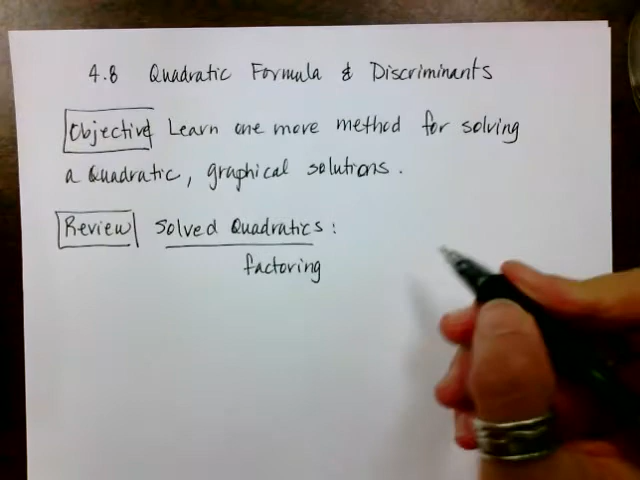 4.8 Quadratic Formula & Discriminants
Objective Learn one more method for solving
a Quadratic, graphical solutions.
Review Solved Quadratics:
factoring